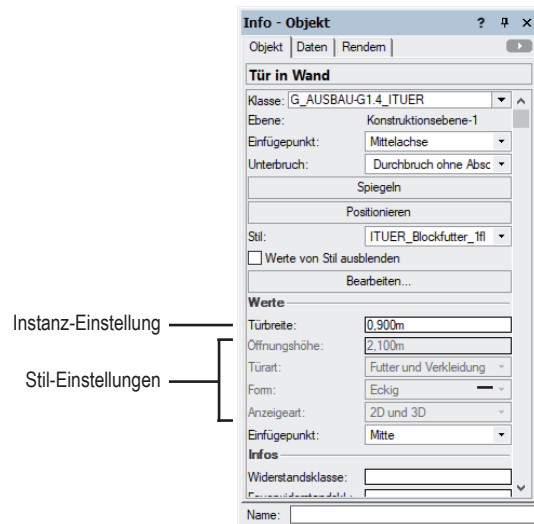 Info - Objekt ? ×
Objekt Daten Rendern
Tür in Wand
Klasse: G_AUSBAU-G1.4_ITUER
Ebene: Konstruktionsebene-1
Einfügepunkt: Mittelachse
Unterbruch: Durchbruch ohne Absc
Spiegeln
Positionieren
Stil: ITUER_Blockfutter_1fl
Werte von Stil ausblenden
Bearbeiten...
Werte
Instanz-Einstellung
Türbreite: 0,900m
Öffnungshöhe: 2,100m
Türart: Futter und Verkleidung
Stil-Einstellungen
Form: Eckig
Anzeigeart: 2D und 3D
Einfügepunkt: Mitte
Infos
Widerstandsklasse:
Name: